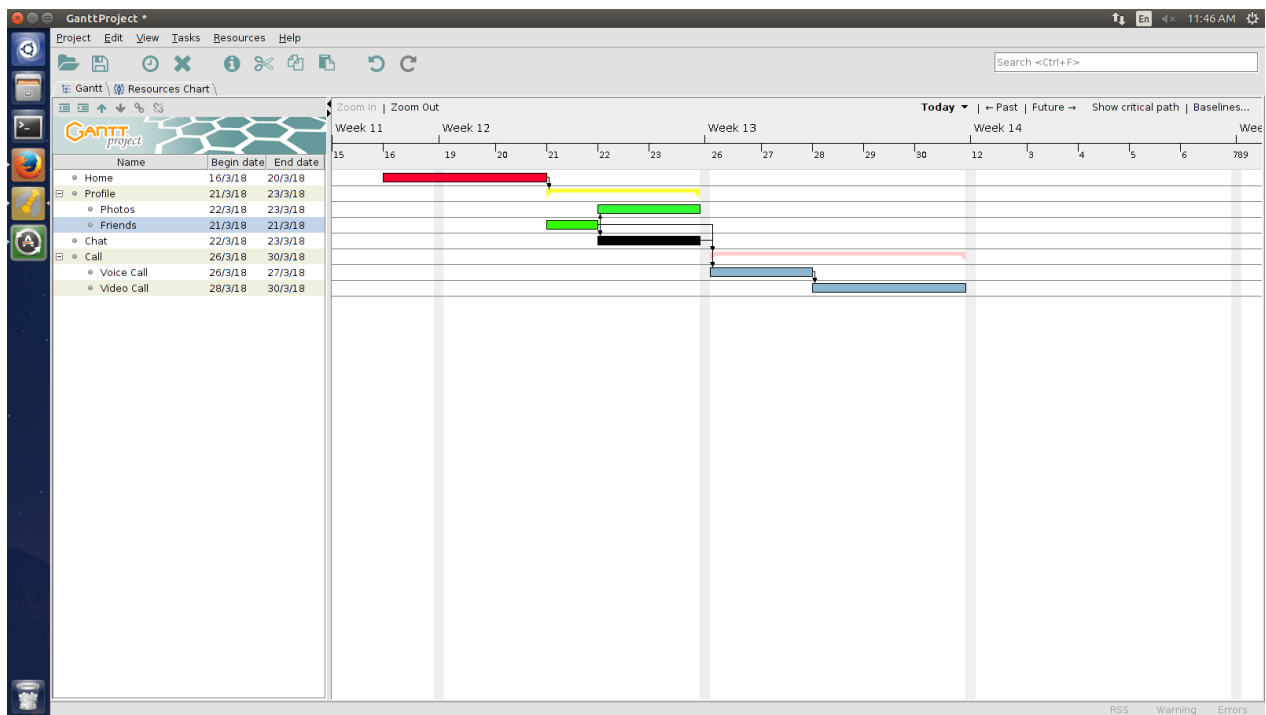 GanttProject *
En 11:46 AM
Project Edit View Tasks Resources Help
Search <Ctrl+F>
Gantt Resources Chart
Zoom In | Zoom Out Today | ←Past | Future→ Show critical path | Baselines...
GANTT project
Week 11 Week 12 Week 13 Week 14 Wee
15 16 19 20 21 22 23 26 27 28 29 30 12 3 4 5 6 789
Name Begin date End date
Home 16/3/18 20/3/18
Profile 21/3/18 23/3/18
Photos 22/3/18 23/3/18
Friends 21/3/18 21/3/18
Chat 22/3/18 23/3/18
Call 26/3/18 30/3/18
Voice Call 26/3/18 27/3/18
Video Call 28/3/18 30/3/18
RSS Warning Errors